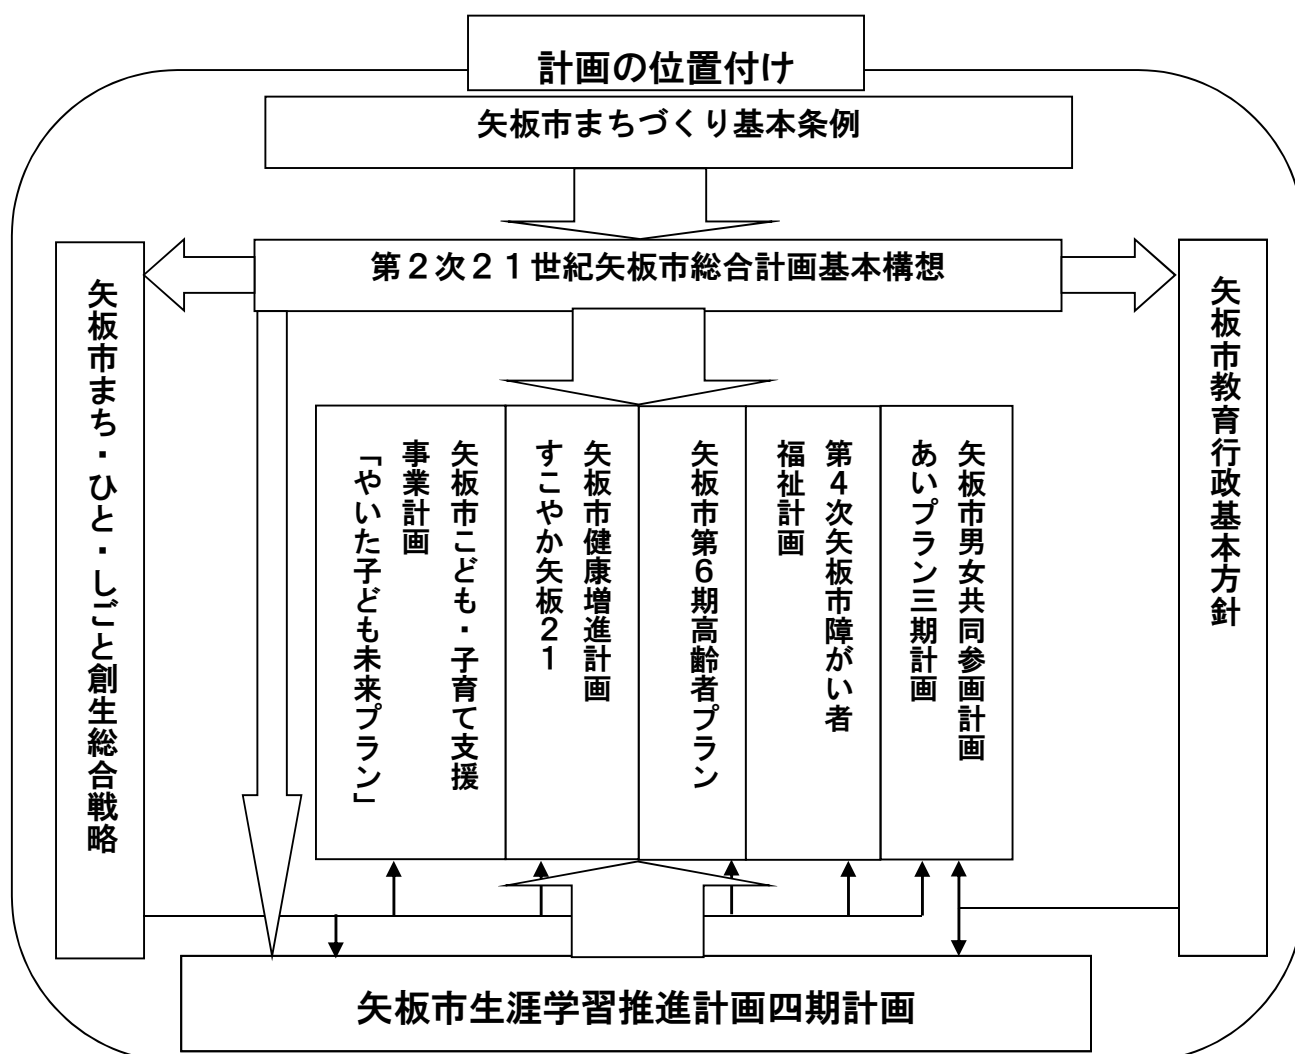 計画の位置付け
矢板市まちづくり基本条例
第２次２１世紀矢板市総合計画基本構想
矢板市まち・ひと・しごと創生総合戦略
矢板市教育行政基本方針
矢板市男女共同参画計画
あいプラン三期計画
第４次矢板市障がい者
福祉計画
矢板市第６期高齢者プラン
矢板市健康増進計画
すこやか矢板２１
矢板市こども・子育て支援
事業計画
「やいた子ども未来プラン」
矢板市生涯学習推進計画四期計画